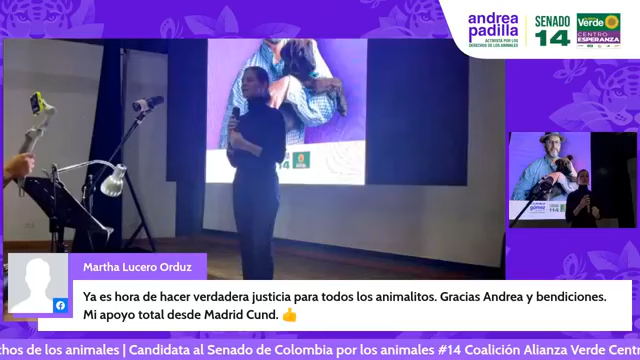 andrea
padilla
ACTIVISTA POR LOS
DERECHOS DE LOS ANIMALES
SENADO
14
Verde
CENTRO
ESPERANZA
14
Martha Lucero Orduz
Ya es hora de hacer verdadera justicia para todos los animalitos. Gracias Andrea y bendiciones.
Mi apoyo total desde Madrid Cund. 👍
chos de los animales | Candidata al Senado de Colombia por los animales #14 Coalición Alianza Verde Cen